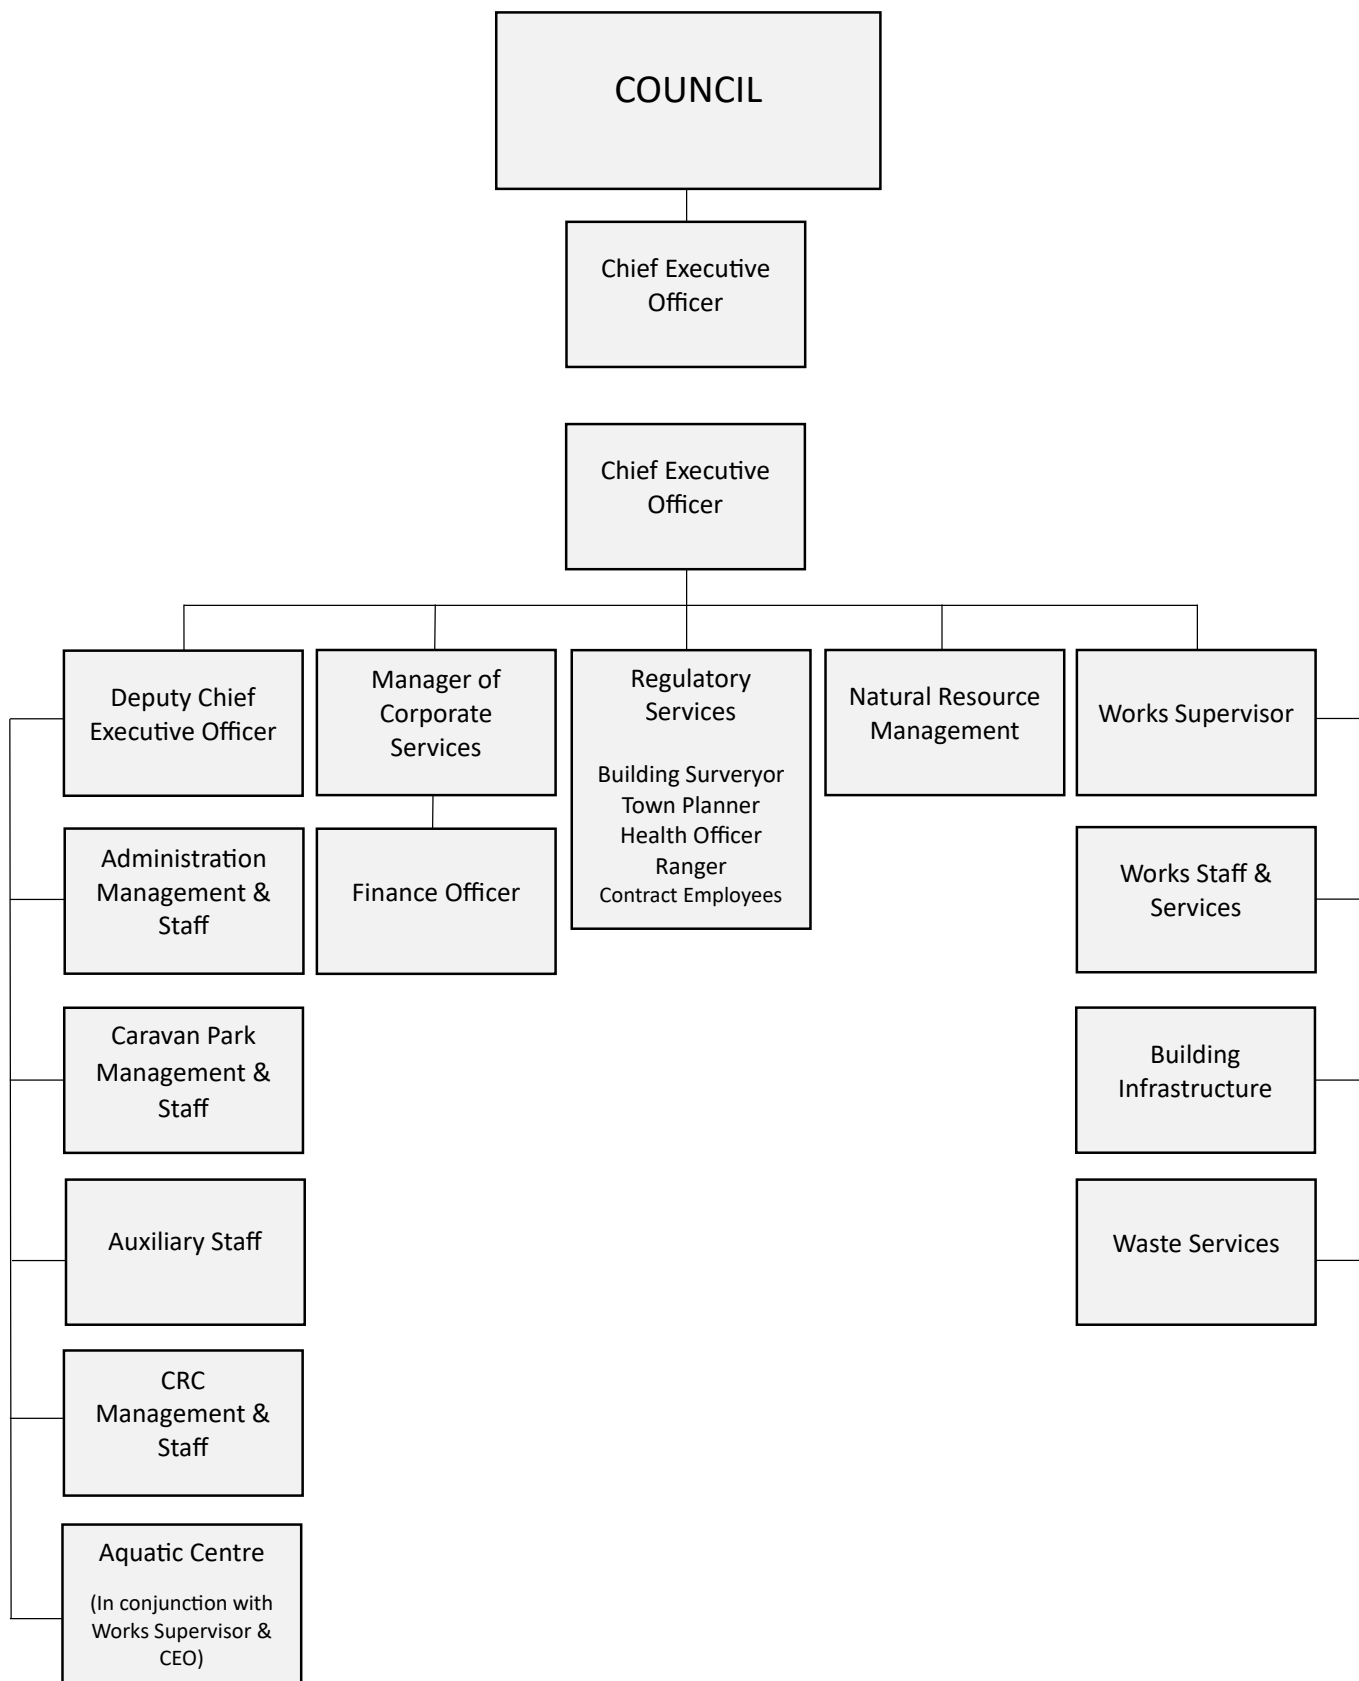 COUNCIL
Chief Executive
Officer
Chief Executive
Officer
Deputy Chief
Executive Officer
Manager of
Corporate
Services
Regulatory
Services
Building Surveryor
Town Planner
Health Officer
Ranger
Contract Employees
Natural Resource
Management
Works Supervisor
Administration
Management &
Staff
Finance Officer
Works Staff &
Services
Caravan Park
Management &
Staff
Building
Infrastructure
Auxiliary Staff
Waste Services
CRC
Management &
Staff
Aquatic Centre
(In conjunction with
Works Supervisor &
CEO)